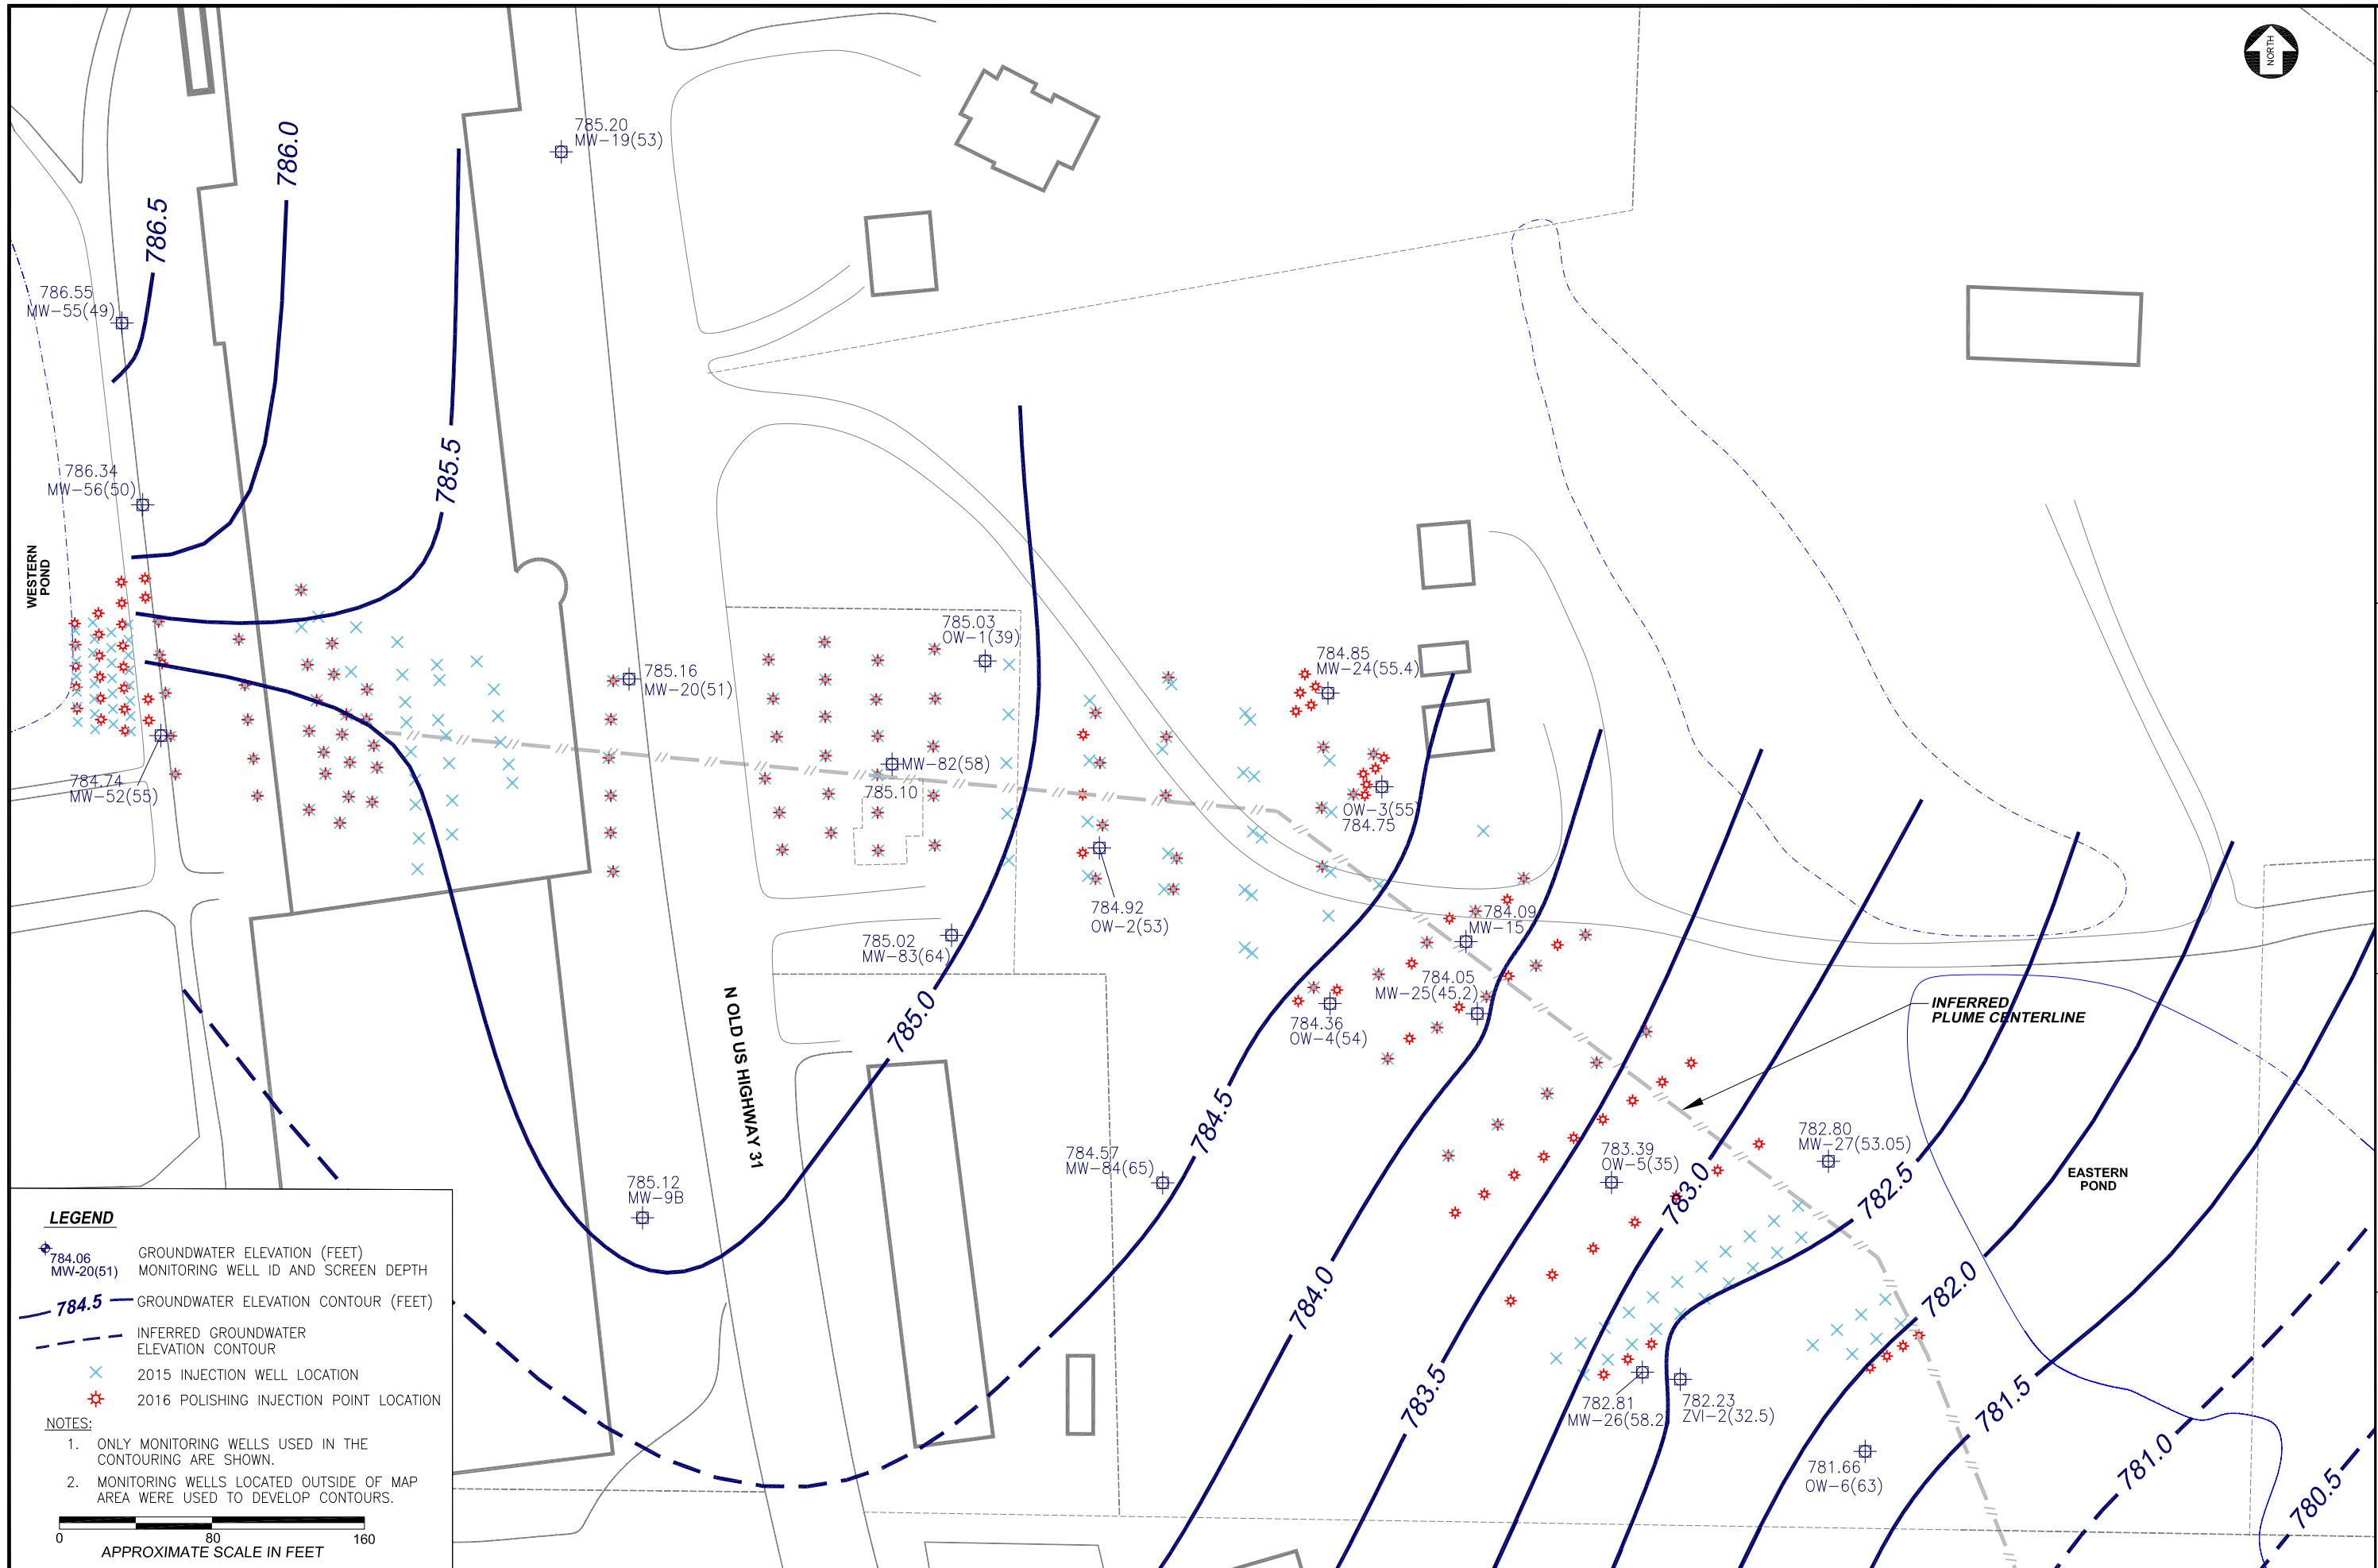 NORTH
785.20
MW-19(53)
786.0
786.5
786.55
MW-55(49)
785.5
786.34
MW-56(50)
WESTERN
POND
785.03
OW-1(39)
784.85
MW-24(55.4)
785.16
MW-20(51)
784.74
MW-52(55)
MW-82(58)
785.10
OW-3(55)
784.75
784.92
OW-2(53)
784.09
MW-15
785.02
MW-83(64)
784.05
MW-25(45.2)
785.0
784.36
OW-4(54)
INFERRED
PLUME CENTERLINE
N OLD US HIGHWAY 31
784.5
784.57
MW-84(65)
783.39
OW-5(35)
782.80
MW-27(53.05)
785.12
MW-9B
783.0
782.5
EASTERN
POND
784.0
782.0
783.5
782.81
MW-26(58.2
782.23
ZVI-2(32.5)
781.5
781.66
OW-6(63)
781.0
780.5
LEGEND
784.06
MW-20(51)
GROUNDWATER ELEVATION (FEET)
MONITORING WELL ID AND SCREEN DEPTH
784.5
GROUNDWATER ELEVATION CONTOUR (FEET)
INFERRED GROUNDWATER
ELEVATION CONTOUR
2015 INJECTION WELL LOCATION
2016 POLISHING INJECTION POINT LOCATION
NOTES:
1. ONLY MONITORING WELLS USED IN THE
CONTOURING ARE SHOWN.
2. MONITORING WELLS LOCATED OUTSIDE OF MAP
AREA WERE USED TO DEVELOP CONTOURS.
0 80 160
APPROXIMATE SCALE IN FEET